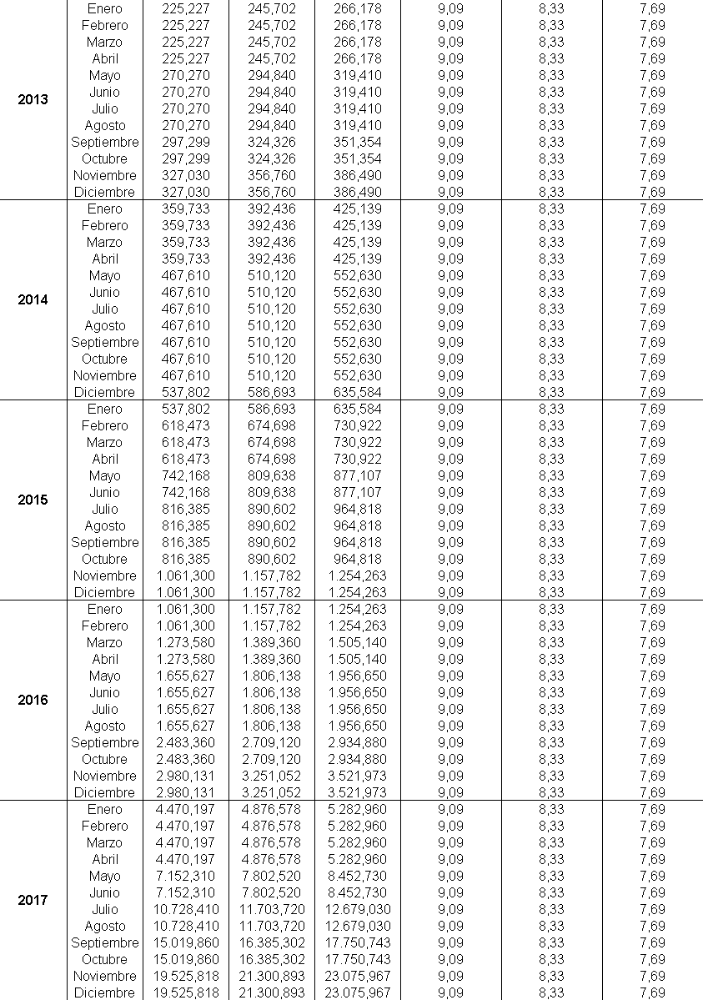 Enero 225,227 245,702 266,178 9,09 8,33 7,69
Febrero 225,227 245,702 266,178 9,09 8,33 7,69
Marzo 225,227 245,702 266,178 9,09 8,33 7,69
Abril 225,227 245,702 266,178 9,09 8,33 7,69
Mayo 270,270 294,840 319,410 9,09 8,33 7,69
Junio 270,270 294,840 319,410 9,09 8,33 7,69
2013
Julio 270,270 294,840 319,410 9,09 8,33 7,69
Agosto 270,270 294,840 319,410 9,09 8,33 7,69
Septiembre 297,299 324,326 351,354 9,09 8,33 7,69
Octubre 297,299 324,326 351,354 9,09 8,33 7,69
Noviembre 327,030 356,760 386,490 9,09 8,33 7,69
Diciembre 327,030 356,760 386,490 9,09 8,33 7,69
Enero 359,733 392,436 425,139 9,09 8,33 7,69
Febrero 359,733 392,436 425,139 9,09 8,33 7,69
Marzo 359,733 392,436 425,139 9,09 8,33 7,69
Abril 359,733 392,436 425,139 9,09 8,33 7,69
Mayo 467,610 510,120 552,630 9,09 8,33 7,69
Junio 467,610 510,120 552,630 9,09 8,33 7,69
2014
Julio 467,610 510,120 552,630 9,09 8,33 7,69
Agosto 467,610 510,120 552,630 9,09 8,33 7,69
Septiembre 467,610 510,120 552,630 9,09 8,33 7,69
Octubre 467,610 510,120 552,630 9,09 8,33 7,69
Noviembre 467,610 510,120 552,630 9,09 8,33 7,69
Diciembre 537,802 586,693 635,584 9,09 8,33 7,69
Enero 537,802 586,693 635,584 9,09 8,33 7,69
Febrero 618,473 674,698 730,922 9,09 8,33 7,69
Marzo 618,473 674,698 730,922 9,09 8,33 7,69
Abril 618,473 674,698 730,922 9,09 8,33 7,69
Mayo 742,168 809,638 877,107 9,09 8,33 7,69
Junio 742,168 809,638 877,107 9,09 8,33 7,69
2015
Julio 816,385 890,602 964,818 9,09 8,33 7,69
Agosto 816,385 890,602 964,818 9,09 8,33 7,69
Septiembre 816,385 890,602 964,818 9,09 8,33 7,69
Octubre 816,385 890,602 964,818 9,09 8,33 7,69
Noviembre 1.061,300 1.157,782 1.254,263 9,09 8,33 7,69
Diciembre 1.061,300 1.157,782 1.254,263 9,09 8,33 7,69
Enero 1.061,300 1.157,782 1.254,263 9,09 8,33 7,69
Febrero 1.061,300 1.157,782 1.254,263 9,09 8,33 7,69
Marzo 1.273,580 1.389,360 1.505,140 9,09 8,33 7,69
Abril 1.273,580 1.389,360 1.505,140 9,09 8,33 7,69
Mayo 1.655,627 1.806,138 1.956,650 9,09 8,33 7,69
Junio 1.655,627 1.806,138 1.956,650 9,09 8,33 7,69
2016
Julio 1.655,627 1.806,138 1.956,650 9,09 8,33 7,69
Agosto 1.655,627 1.806,138 1.956,650 9,09 8,33 7,69
Septiembre 2.483,360 2.709,120 2.934,880 9,09 8,33 7,69
Octubre 2.483,360 2.709,120 2.934,880 9,09 8,33 7,69
Noviembre 2.980,131 3.251,052 3.521,973 9,09 8,33 7,69
Diciembre 2.980,131 3.251,052 3.521,973 9,09 8,33 7,69
Enero 4.470,197 4.876,578 5.282,960 9,09 8,33 7,69
Febrero 4.470,197 4.876,578 5.282,960 9,09 8,33 7,69
Marzo 4.470,197 4.876,578 5.282,960 9,09 8,33 7,69
Abril 4.470,197 4.876,578 5.282,960 9,09 8,33 7,69
Mayo 7.152,310 7.802,520 8.452,730 9,09 8,33 7,69
Junio 7.152,310 7.802,520 8.452,730 9,09 8,33 7,69
2017
Julio 10.728,410 11.703,720 12.679,030 9,09 8,33 7,69
Agosto 10.728,410 11.703,720 12.679,030 9,09 8,33 7,69
Septiembre 15.019,860 16.385,302 17.750,743 9,09 8,33 7,69
Octubre 15.019,860 16.385,302 17.750,743 9,09 8,33 7,69
Noviembre 19.525,818 21.300,893 23.075,967 9,09 8,33 7,69
Diciembre 19.525,818 21.300,893 23.075,967 9,09 8,33 7,69